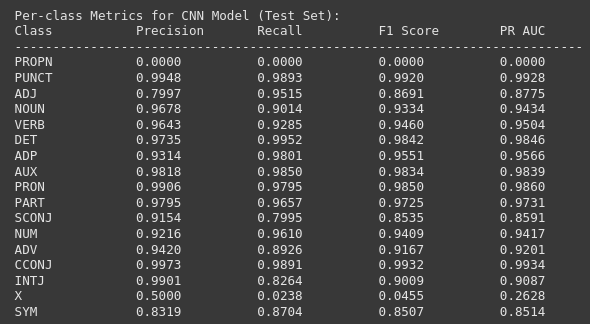 Per-class Metrics for CNN Model (Test Set):
Class Precision Recall F1 Score PR AUC
---------------------------------------------------------------------------
PROPN 0.0000 0.0000 0.0000 0.0000
PUNCT 0.9948 0.9893 0.9920 0.9928
ADJ 0.7997 0.9515 0.8691 0.8775
NOUN 0.9678 0.9014 0.9334 0.9434
VERB 0.9643 0.9285 0.9460 0.9504
DET 0.9735 0.9952 0.9842 0.9846
ADP 0.9314 0.9801 0.9551 0.9566
AUX 0.9818 0.9850 0.9834 0.9839
PRON 0.9906 0.9795 0.9850 0.9860
PART 0.9795 0.9657 0.9725 0.9731
SCONJ 0.9154 0.7995 0.8535 0.8591
NUM 0.9216 0.9610 0.9409 0.9417
ADV 0.9420 0.8926 0.9167 0.9201
CCONJ 0.9973 0.9891 0.9932 0.9934
INTJ 0.9901 0.8264 0.9009 0.9087
X 0.5000 0.0238 0.0455 0.2628
SYM 0.8319 0.8704 0.8507 0.8514